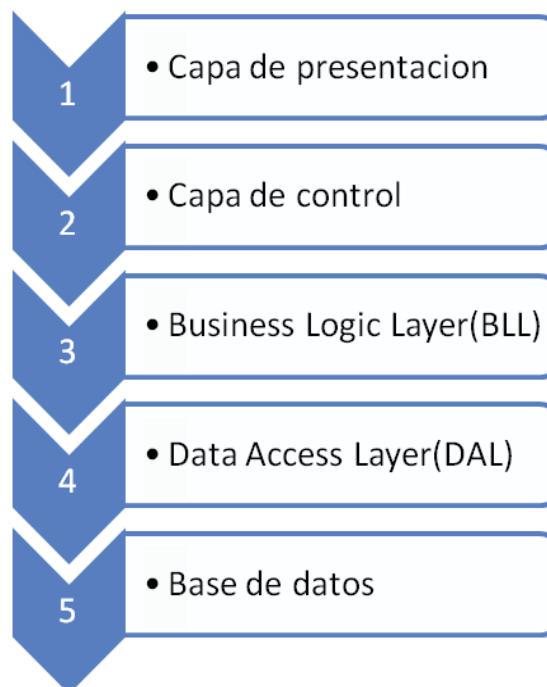 1
• Capa de presentacion
2
• Capa de control
3
• Business Logic Layer(BLL)
4
• Data Access Layer(DAL)
5
• Base de datos